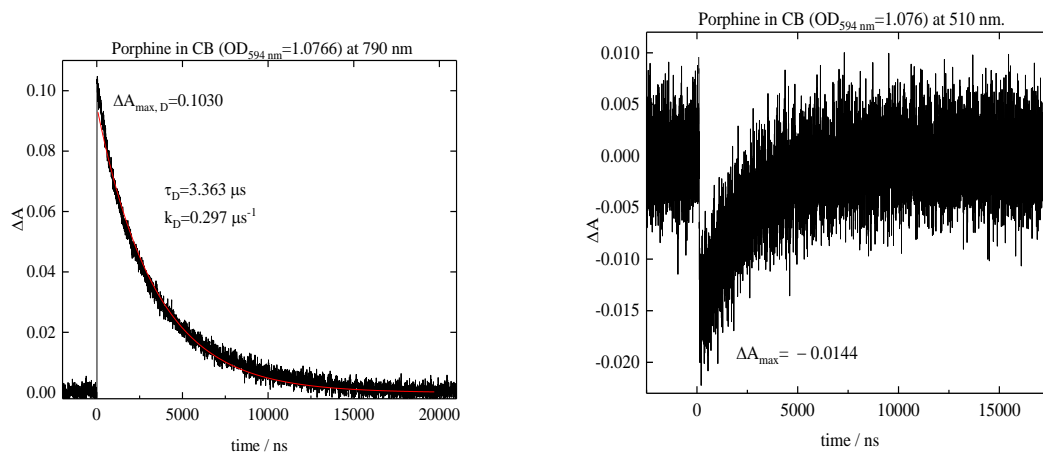 Porphine in CB (OD594 nm=1.0766) at 790 nm
ΔAmax, D=0.1030
τD=3.363 μs
kD=0.297 μs-1
ΔA
0.10
0.08
0.06
0.04
0.02
0.00
0 5000 10000 15000 20000
time / ns
Porphine in CB (OD594 nm=1.076) at 510 nm.
ΔA
0.010
0.005
0.000
-0.005
-0.010
-0.015
-0.020
ΔAmax= −0.0144
0 5000 10000 15000
time / ns